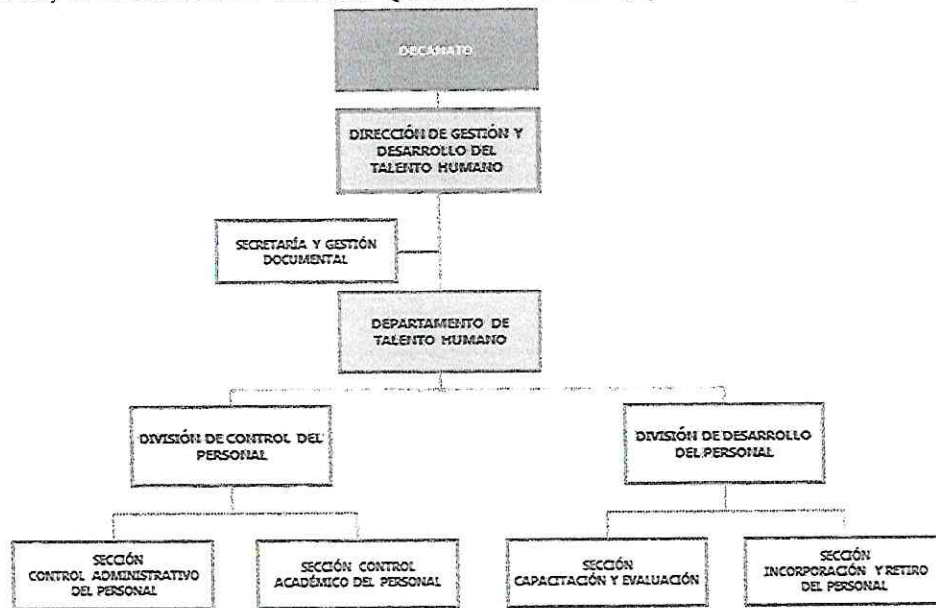 DECANATO
DIRECCIÓN DE GESTIÓN Y
DESARROLLO DEL
TALENTO HUMANO
SECRETARÍA Y GESTIÓN
DOCUMENTAL
DEPARTAMENTO DE
TALENTO HUMANO
DIVISIÓN DE CONTROL DEL
PERSONAL
DIVISIÓN DE DESARROLLO
DEL PERSONAL
SECCIÓN
CONTROL ADMINISTRATIVO
DEL PERSONAL
SECCIÓN CONTROL
ACADÉMICO DEL PERSONAL
SECCIÓN
CAPACITACIÓN Y EVALUACIÓN
SECCIÓN
INCORPORACIÓN Y RETIRO
DEL PERSONAL